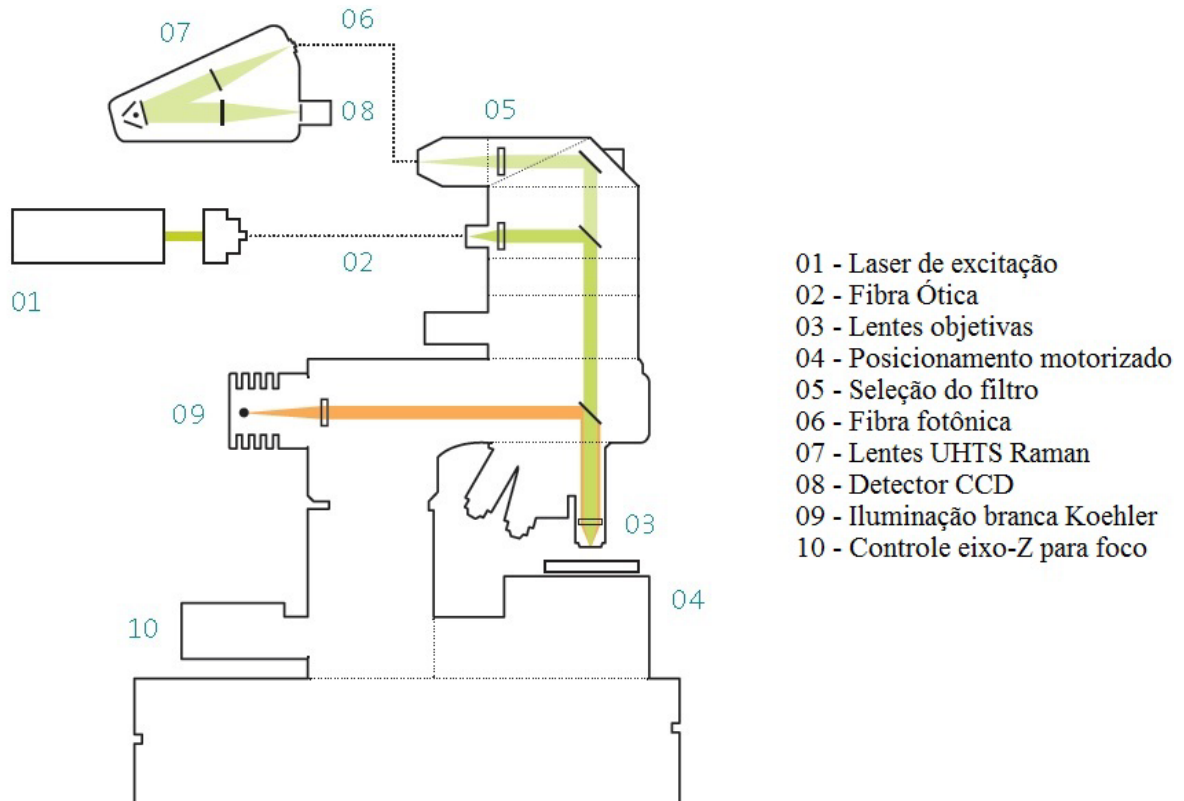 06
07
08
05
01
02
09
03
04
10
01 - Laser de excitação
02 - Fibra Ótica
03 - Lentes objetivas
04 - Posicionamento motorizado
05 - Seleção do filtro
06 - Fibra fotônica
07 - Lentes UHTS Raman
08 - Detector CCD
09 - Iluminação branca Koehler
10 - Controle eixo-Z para foco